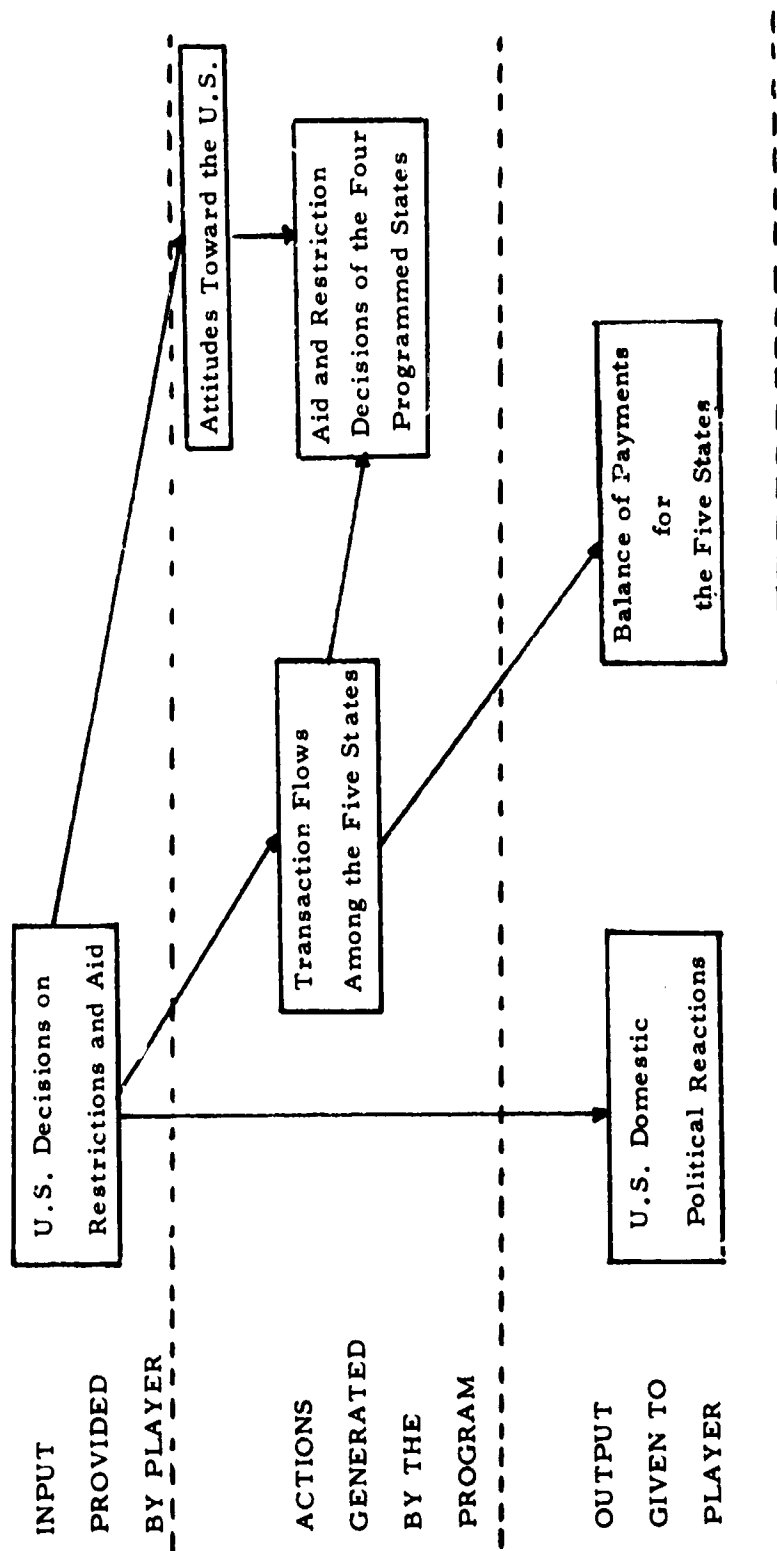 INPUT
PROVIDED
BY PLAYER
U.S. Decisions on
Restrictions and Aid
Attitudes Toward the U.S.
ACTIONS
GENERATED
BY THE
PROGRAM
Transaction Flows
Among the Five States
Aid and Restriction
Decisions of the Four
Programmed States
OUTPUT
GIVEN TO
PLAYER
U.S. Domestic
Political Reactions
Balance of Payments
for
the Five States